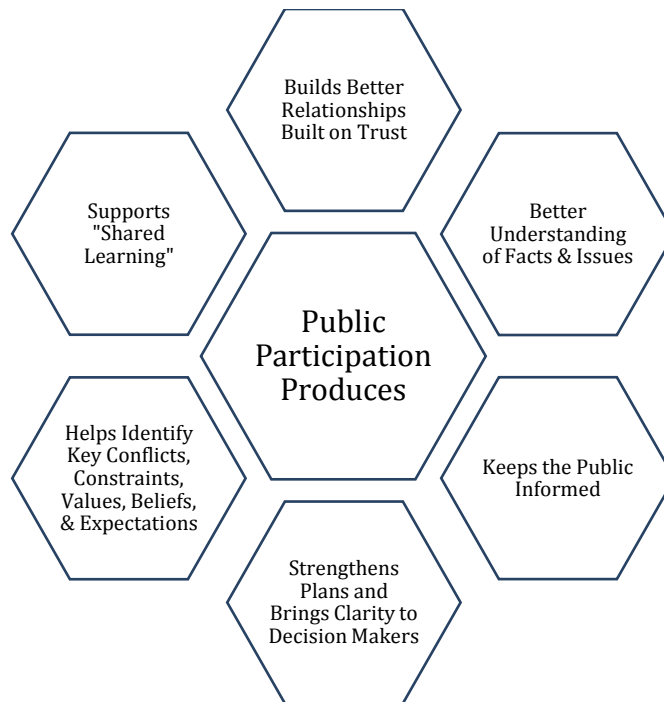 Builds Better
Relationships
Built on Trust
Better
Understanding
of Facts & Issues
Keeps the Public
Informed
Strengthens
Plans and
Brings Clarity to
Decision Makers
Helps Identify
Key Conflicts,
Constraints,
Values, Beliefs,
& Expectations
Supports
"Shared
Learning"
Public
Participation
Produces